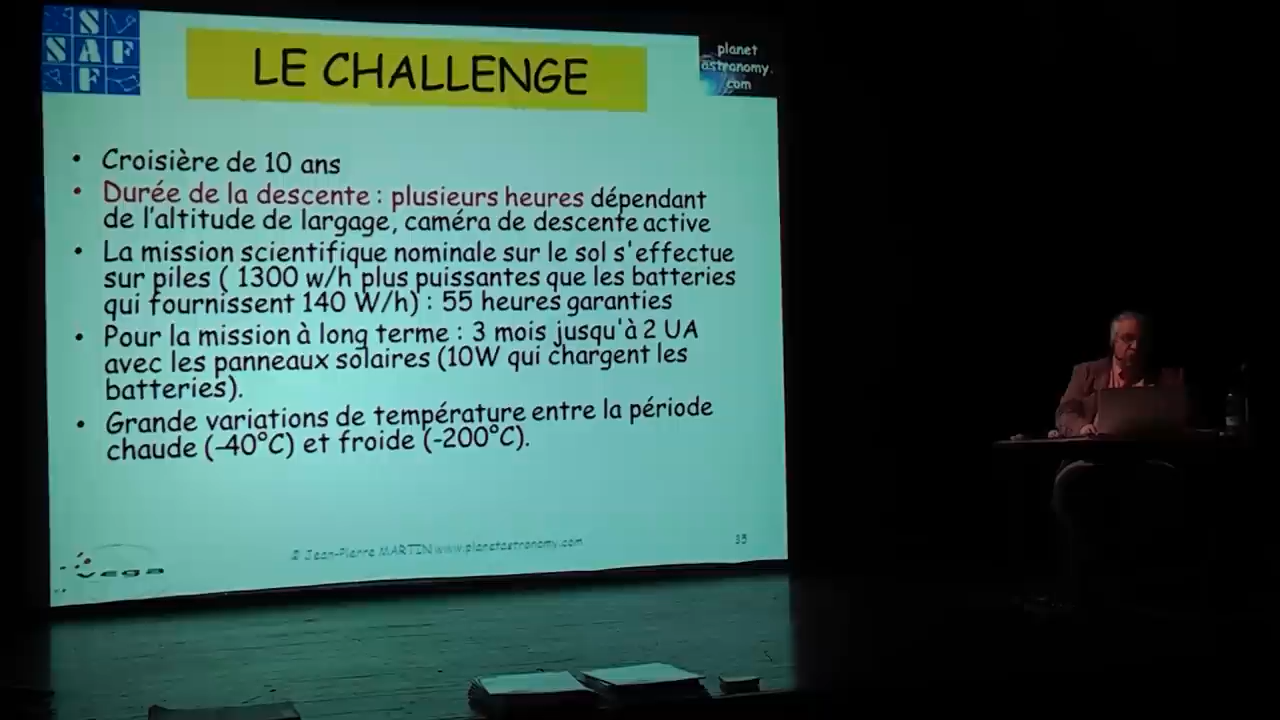 S
SAF
F
LE CHALLENGE
planet
astronomy.
com
• Croisière de 10 ans
• Durée de la descente : plusieurs heures dépendant
de l'altitude de largage, caméra de descente active
• La mission scientifique nominale sur le sol s'effectue
sur piles ( 1300 w/h plus puissantes que les batteries
qui fournissent 140 W/h) : 55 heures garanties
• Pour la mission à long terme : 3 mois jusqu'à 2 UA
avec les panneaux solaires (10W qui chargent les
batteries).
• Grande variations de température entre la période
chaude (-40°C) et froide (-200°C).
vega
© Jean-Pierre MARTIN www.planetastronomy.com
35